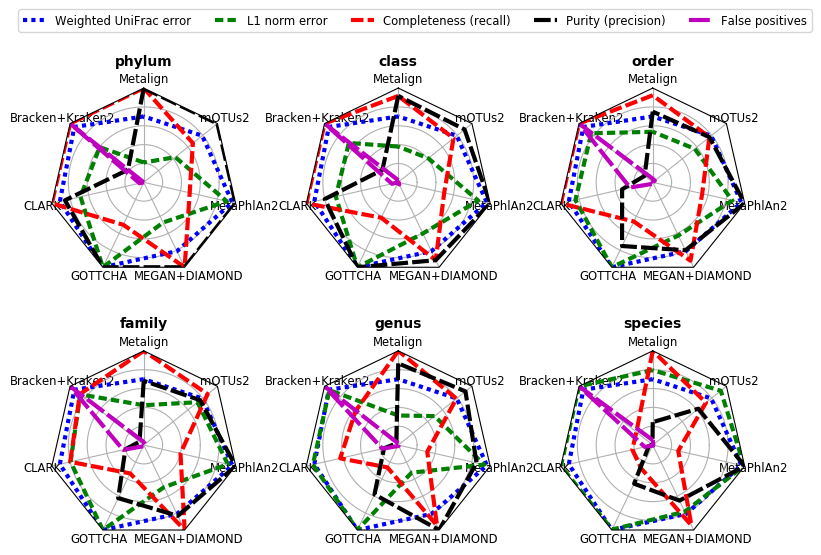 Weighted UniFrac error L1 norm error Completeness (recall) Purity (precision) False positives
phylum class order
Metalign Metalign Metalign
Bracken+Kraken2 mOTUs2 Bracken+Kraken2 mOTUs2 Bracken+Kraken2 mOTUs2
CLARK MetaPhlAn2 CLARK MetaPhlAn2 CLARK MetaPhlAn2
GOTTCHA MEGAN+DIAMOND GOTTCHA MEGAN+DIAMOND GOTTCHA MEGAN+DIAMOND
family genus species
Metalign Metalign Metalign
Bracken+Kraken2 mOTUs2 Bracken+Kraken2 mOTUs2 Bracken+Kraken2 mOTUs2
CLARK MetaPhlAn2 CLARK MetaPhlAn2 CLARK MetaPhlAn2
GOTTCHA MEGAN+DIAMOND GOTTCHA MEGAN+DIAMOND GOTTCHA MEGAN+DIAMOND